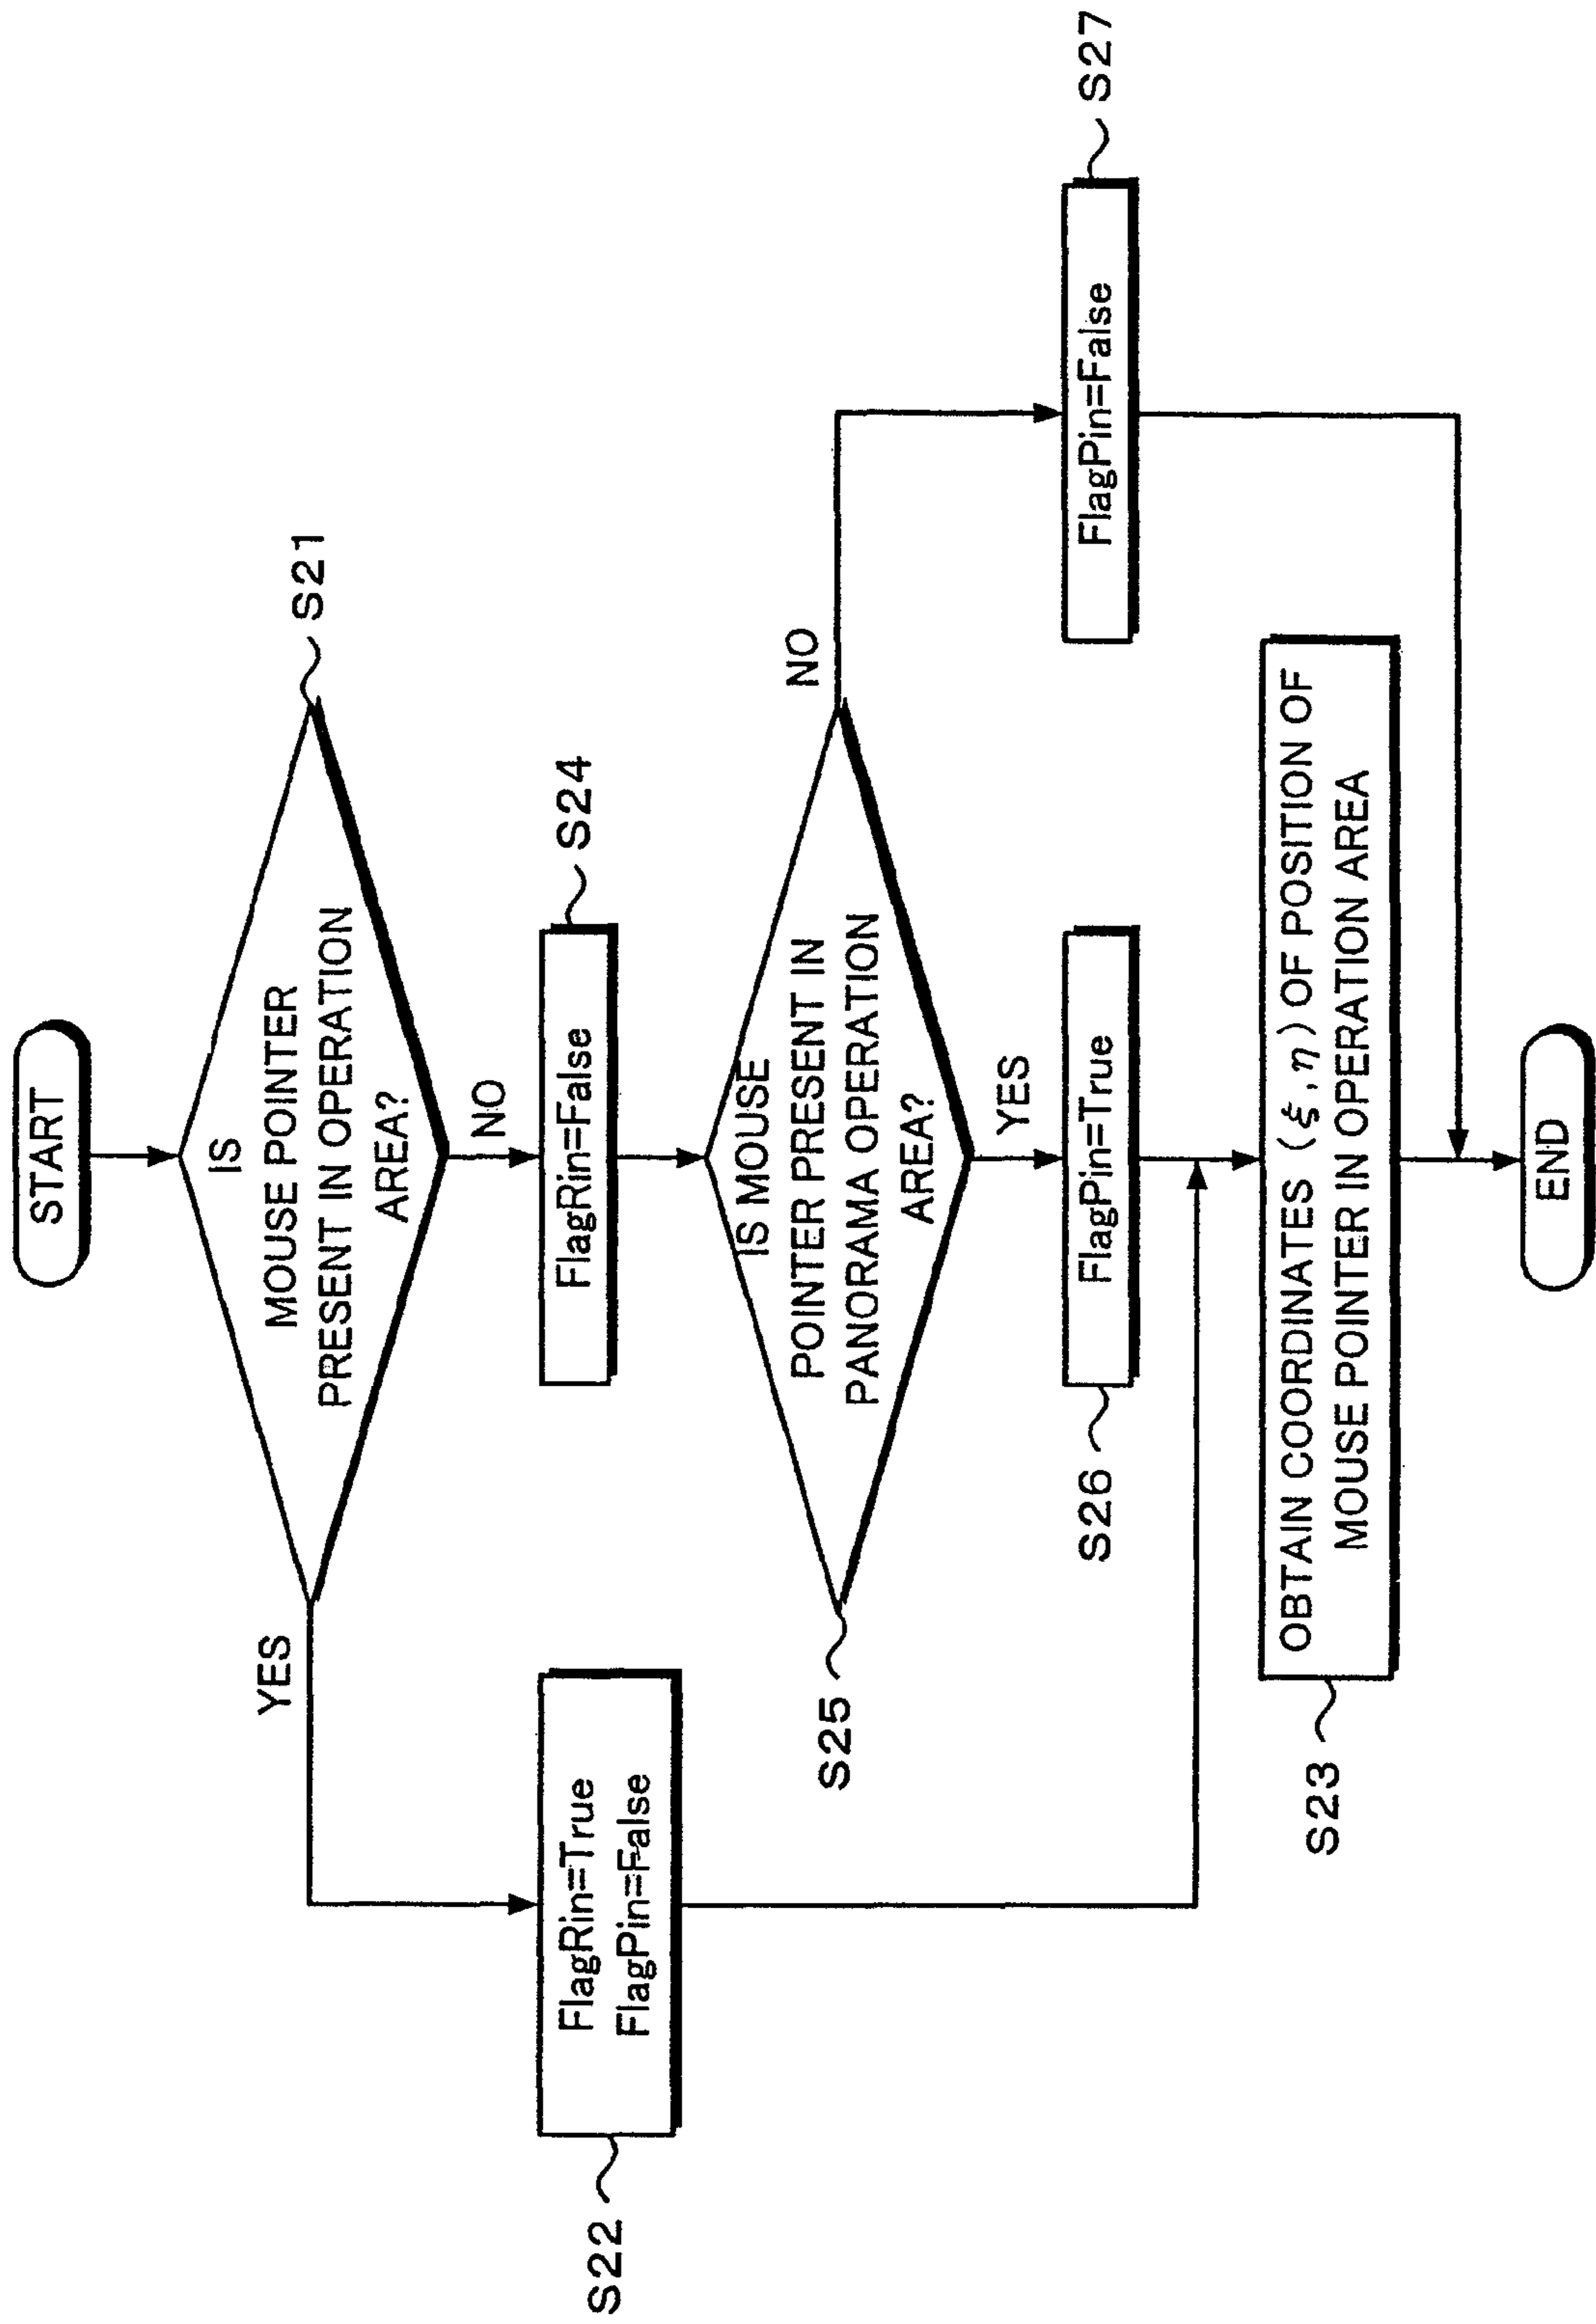 START
IS
MOUSE POINTER
PRESENT IN OPERATION
AREA?
S21
YES
NO
FlagRin=True
FlagPin=False
S22
FlagRin=False
S24
IS MOUSE
POINTER PRESENT IN
PANORAMA OPERATION
AREA?
S25
NO
YES
FlagPin=True
S26
FlagPin=False
S27
OBTAIN COORDINATES (ξ,η) OF POSITION OF
MOUSE POINTER IN OPERATION AREA
S23
END